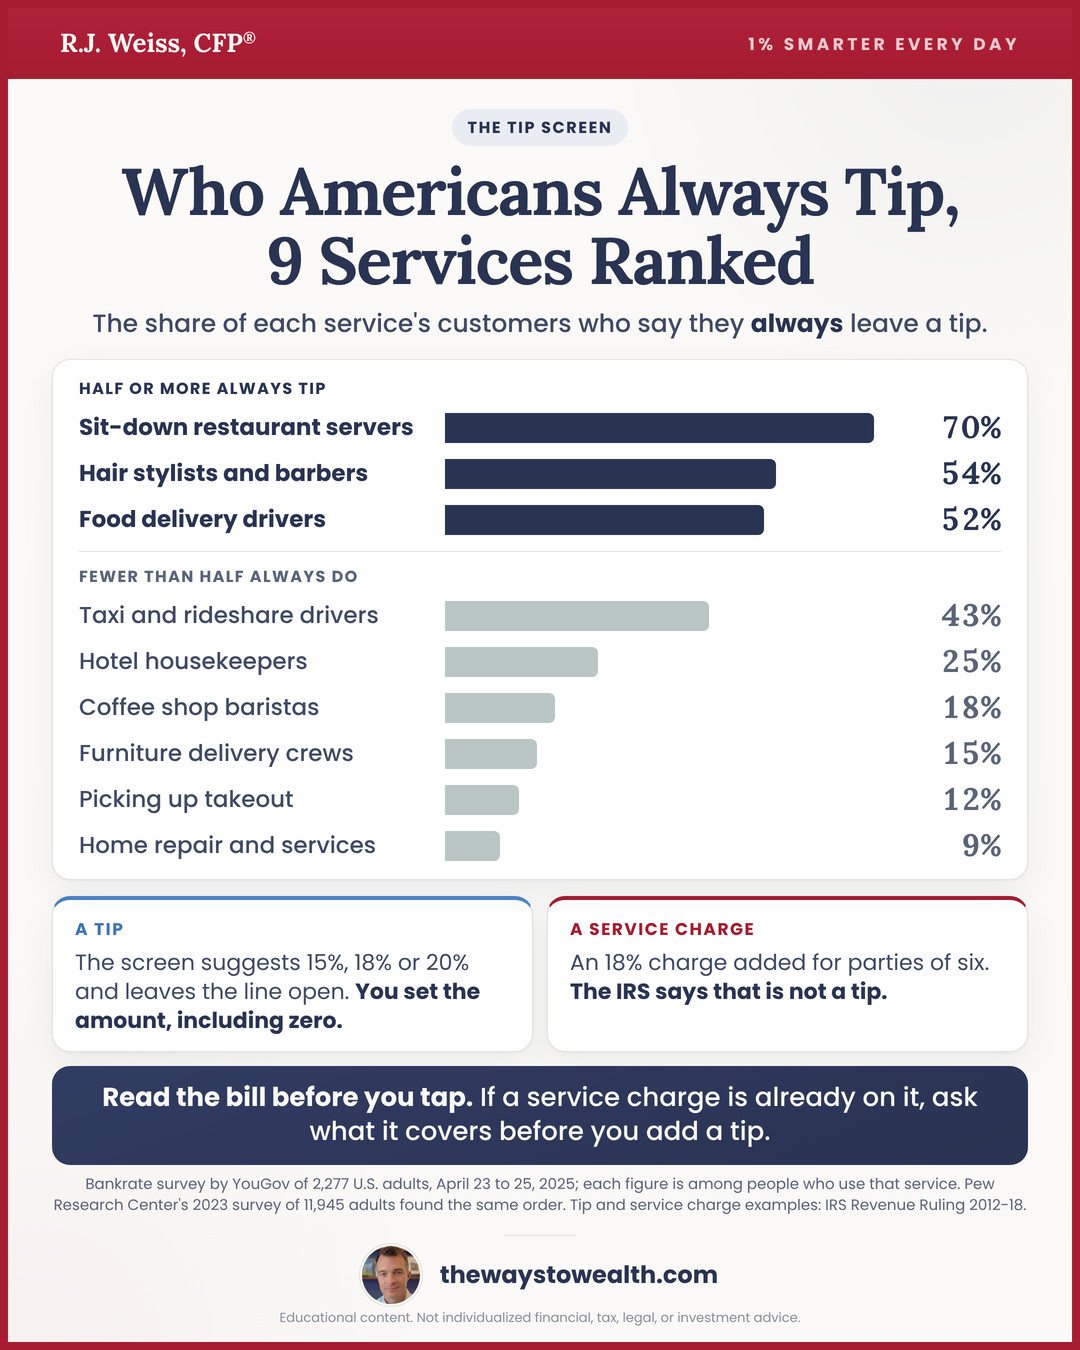 R.J. Weiss, CFP®
1% SMARTER EVERY DAY
THE TIP SCREEN
Who Americans Always Tip,
9 Services Ranked
The share of each service's customers who say they always leave a tip.
HALF OR MORE ALWAYS TIP
Sit-down restaurant servers 70%
Hair stylists and barbers 54%
Food delivery drivers 52%
FEWER THAN HALF ALWAYS DO
Taxi and rideshare drivers 43%
Hotel housekeepers 25%
Coffee shop baristas 18%
Furniture delivery crews 15%
Picking up takeout 12%
Home repair and services 9%
A TIP
The screen suggests 15%, 18% or 20%
and leaves the line open. You set the
amount, including zero.
A SERVICE CHARGE
An 18% charge added for parties of six.
The IRS says that is not a tip.
Read the bill before you tap. If a service charge is already on it, ask
what it covers before you add a tip.
Bankrate survey by YouGov of 2,277 U.S. adults, April 23 to 25, 2025; each figure is among people who use that service. Pew
Research Center's 2023 survey of 11,945 adults found the same order. Tip and service charge examples: IRS Revenue Ruling 2012-18.
thewaystowealth.com
Educational content. Not individualized financial, tax, legal, or investment advice.